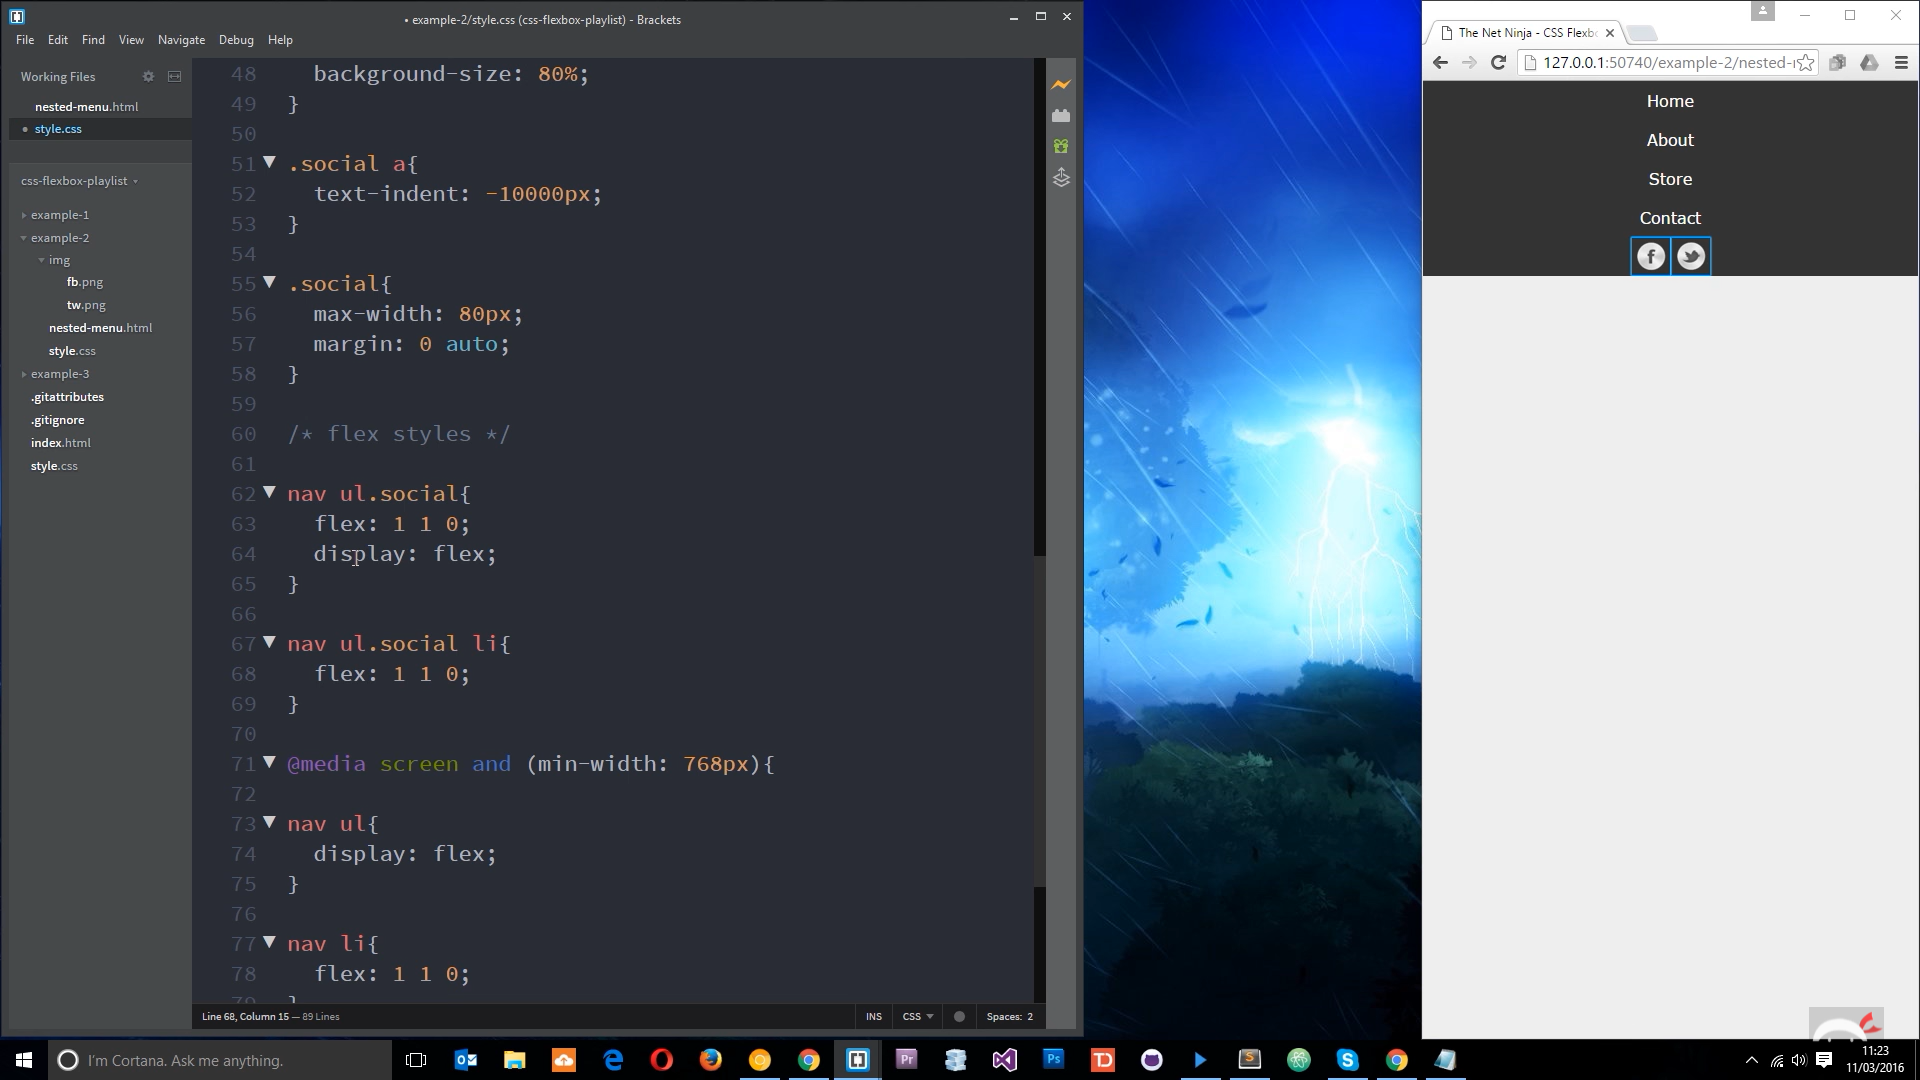 • example-2/style.css (css-flexbox-playlist) - Brackets
File Edit Find View Navigate Debug Help
Working Files
nested-menu.html
• style.css
css-flexbox-playlist
example-1
example-2
img
fb.png
tw.png
nested-menu.html
style.css
example-3
.gitattributes
.gitignore
index.html
style.css
48 background-size: 80%;
49 }
50
51 .social a{
52 text-indent: -10000px;
53 }
54
55 .social{
56 max-width: 80px;
57 margin: 0 auto;
58 }
59
60 /* flex styles */
61
62 nav ul.social{
63 flex: 1 1 0;
64 display: flex;
65 }
66
67 nav ul.social li{
68 flex: 1 1 0;
69 }
70
71 @media screen and (min-width: 768px){
72
73 nav ul{
74 display: flex;
75 }
76
77 nav li{
78 flex: 1 1 0;
79 }
Line 68, Column 15 — 89 Lines
INS CSS Spaces: 2
The Net Ninja - CSS Flexb
127.0.0.1:50740/example-2/nested-
Home
About
Store
Contact
I'm Cortana. Ask me anything.
11:23
11/03/2016